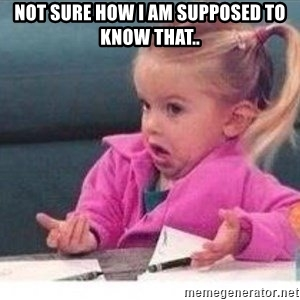 NOT SURE HOW I AM SUPPOSED TO
KNOW THAT..
memegenerator.net